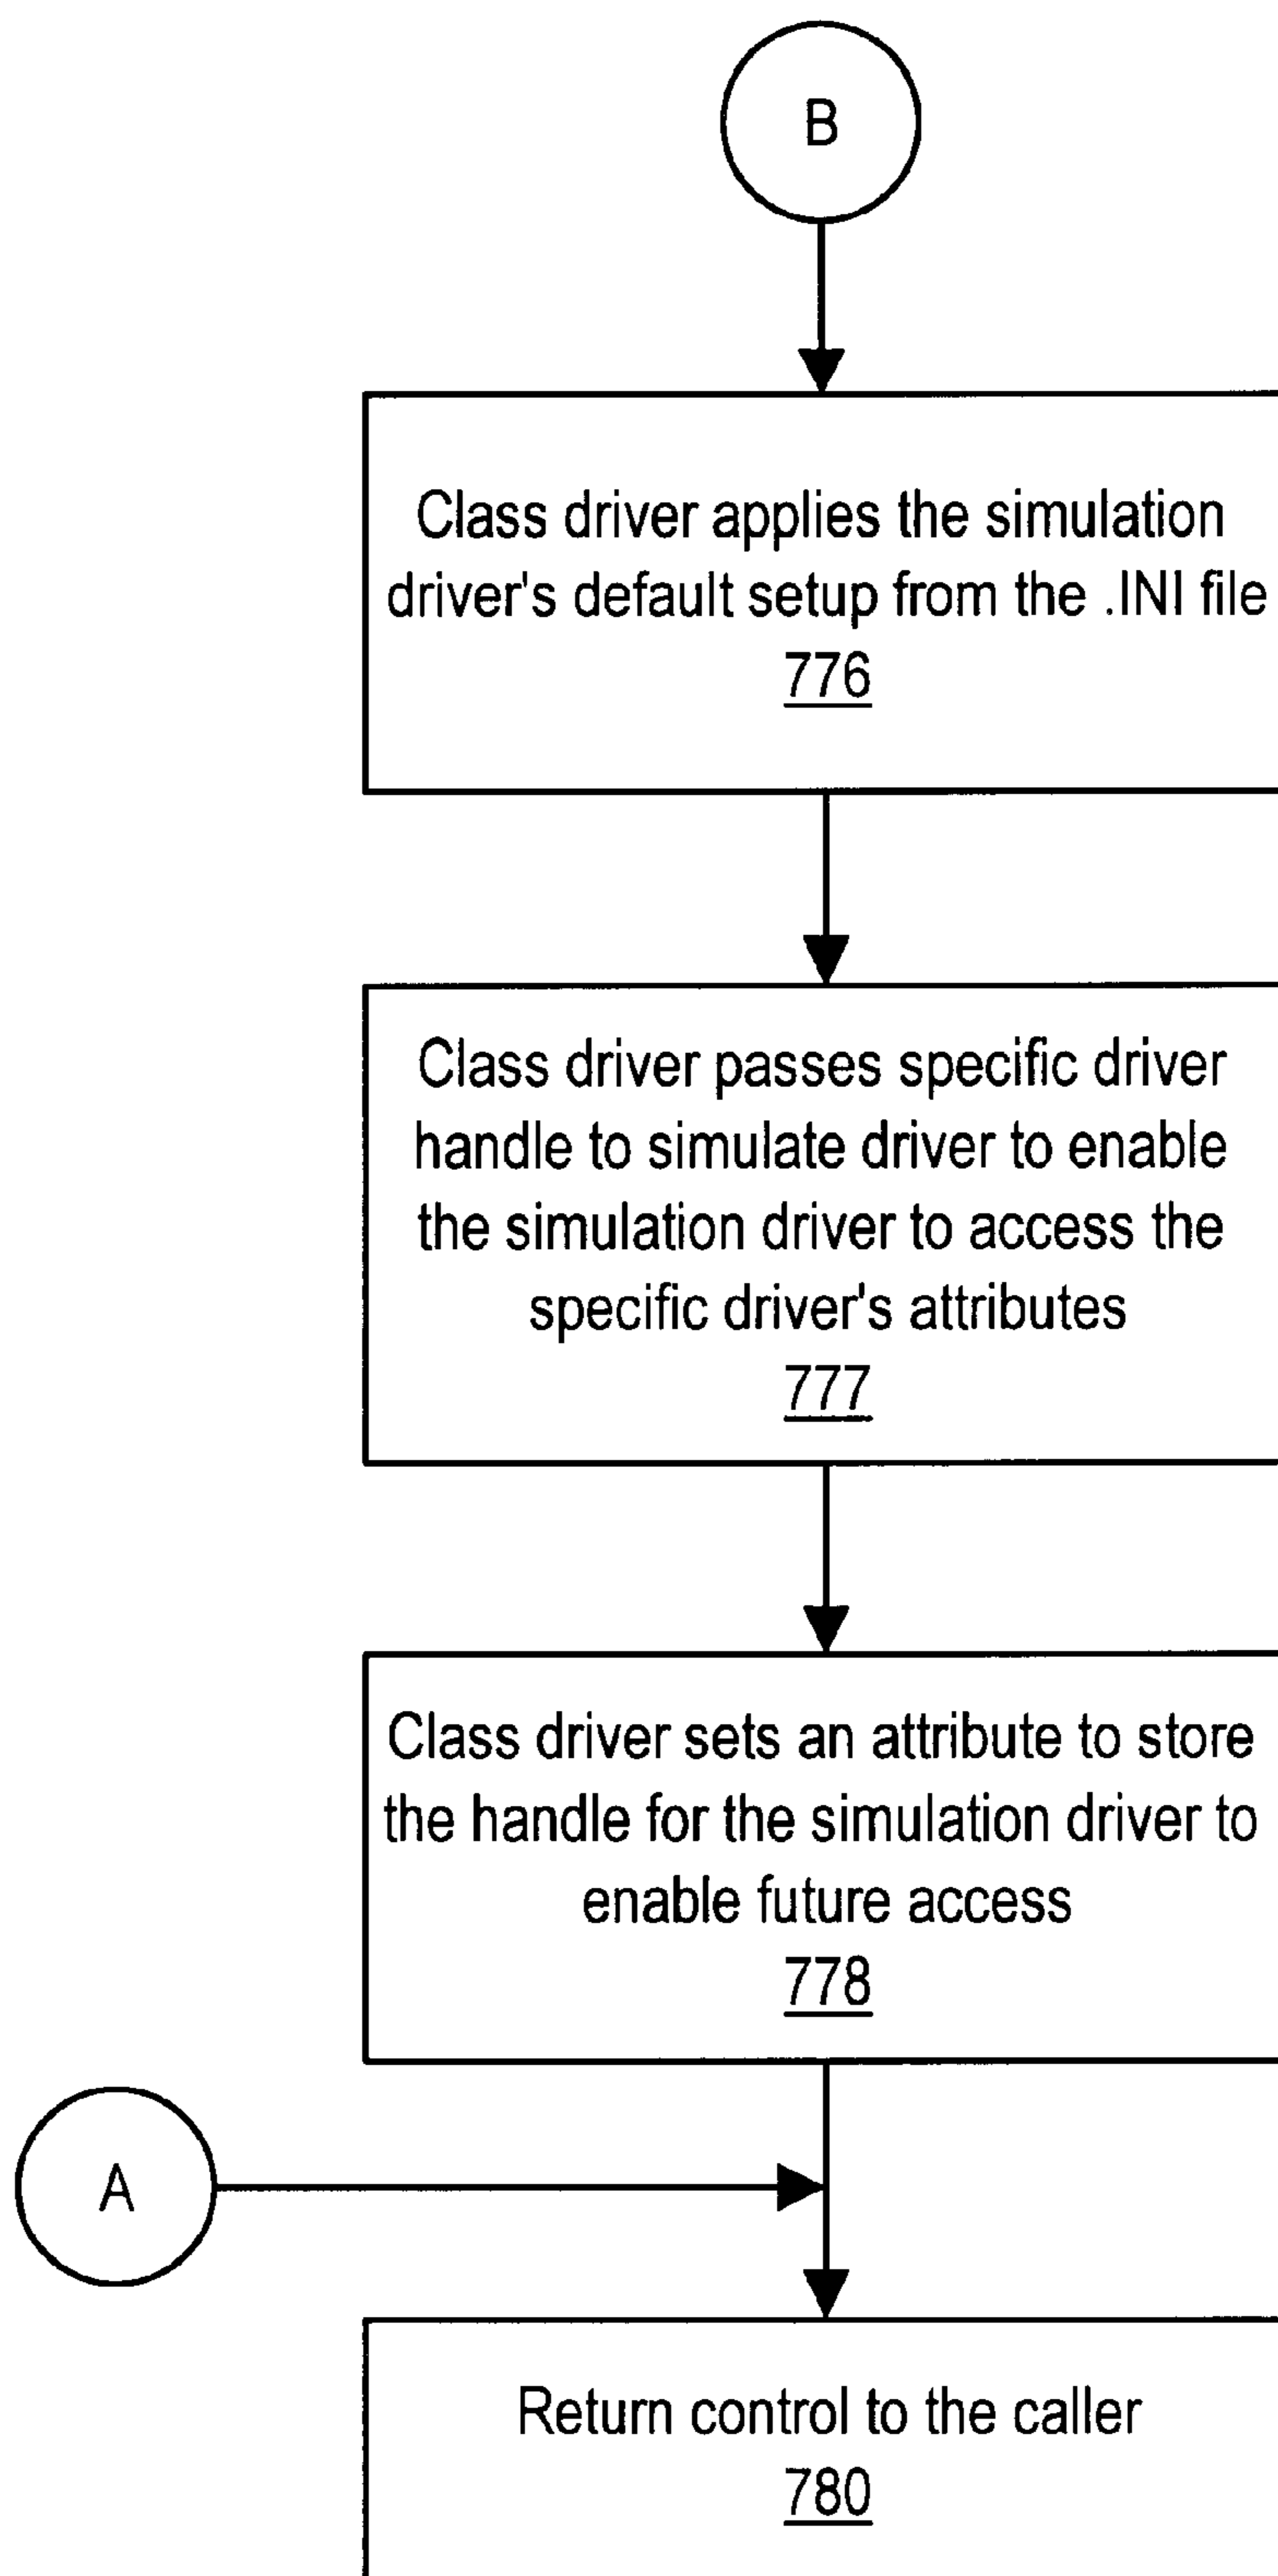 B
Class driver applies the simulation
driver's default setup from the .INI file
776
Class driver passes specific driver
handle to simulate driver to enable
the simulation driver to access the
specific driver's attributes
777
Class driver sets an attribute to store
the handle for the simulation driver to
enable future access
778
A
Return control to the caller
780